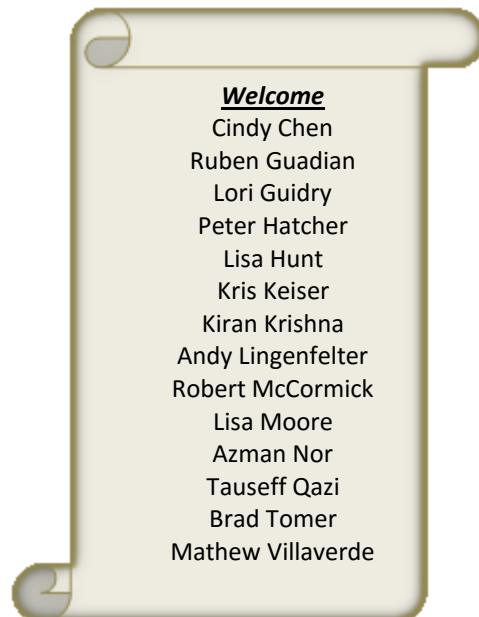 Welcome
Cindy Chen
Ruben Guadian
Lori Guidry
Peter Hatcher
Lisa Hunt
Kris Keiser
Kiran Krishna
Andy Lingenfelter
Robert McCormick
Lisa Moore
Azman Nor
Tauseff Qazi
Brad Tomer
Mathew Villaverde